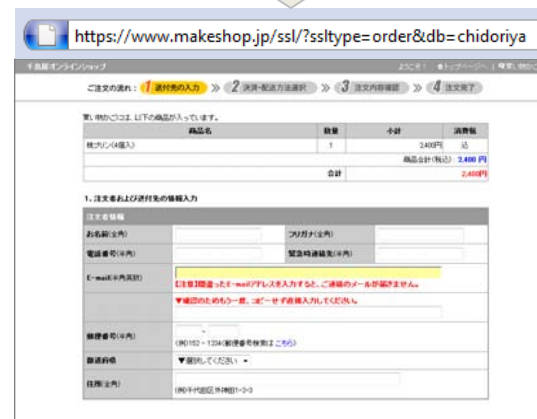 https://www.makeshop.jp/ssl/?ssltype=order&db=chidoriya
千鳥屋オンラインショップ
ようこそ! トップページへ
ご注文の流れ: 1 送付先の入力 » 2 決済・配送方法選択 » 3 注文内容確認 » 4 注文完了
買い物かごには、以下の商品が入っています。
商品名 数量 小計 消費税
桃プリン(4個入) 1 2,400円 込
商品合計(税込) 2,400 円
合計 2,400円
1. 注文者および送付先の情報入力
注文者情報
お名前(全角) フリガナ(全角)
電話番号(半角) 緊急時連絡先(半角)
E-mail(半角英数)
【注意】間違ったE-mailアドレスを入力すると、ご連絡のメールが届きません。
▼確認のためもう一度、コピーせず直接入力してください。
郵便番号(半角) -
(例)152 - 1234(郵便番号検索は こちら)
都道府県 ▼選択してください
住所(全角)
(例)千代田区外神田1-2-3